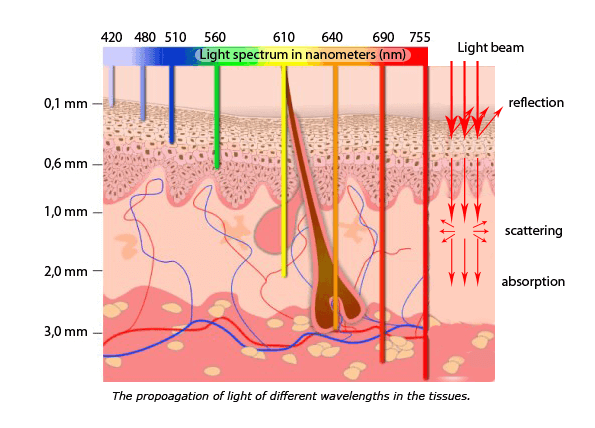 420 480 510 560 610 640 690 755
Light spectrum in nanometers (nm)
Light beam
0,1 mm
reflection
0,6 mm
1,0 mm
scattering
2,0 mm
absorption
3,0 mm
The propoagation of light of different wavelengths in the tissues.